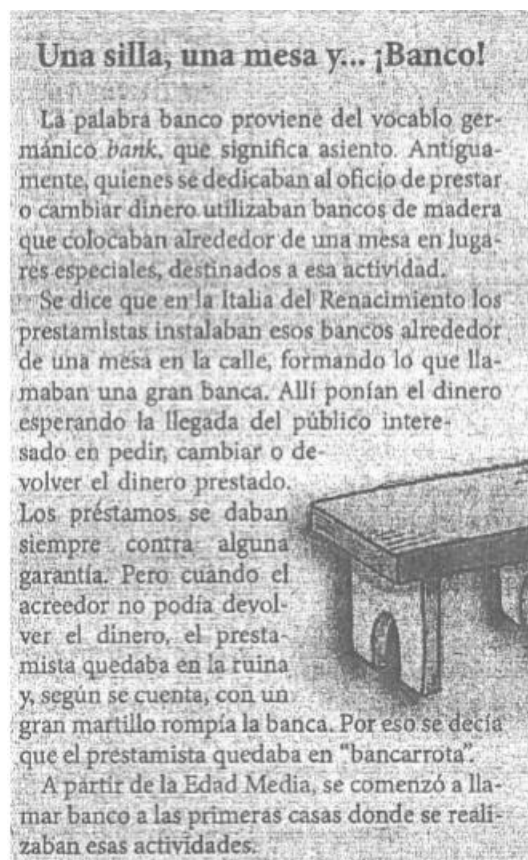 Una silla, una mesa y... ¡Banco!
La palabra banco proviene del vocablo ger-
mánico bank, que significa asiento. Antigua-
mente, quienes se dedicaban al oficio de prestar
o cambiar dinero utilizaban bancos de madera
que colocaban alrededor de una mesa en luga-
res especiales, destinados a esa actividad.
Se dice que en la Italia del Renacimiento los
prestamistas instalaban esos bancos alrededor
de una mesa en la calle, formando lo que lla-
maban una gran banca. Allí ponían el dinero
esperando la llegada del público intere-
sado en pedir, cambiar o de-
volver el dinero prestado.
Los préstamos se daban
siempre contra alguna
garantía. Pero cuando el
acreedor no podía devol-
ver el dinero, el presta-
mista quedaba en la ruina
y, según se cuenta, con un
gran martillo rompía la banca. Por eso se decía
que el prestamista quedaba en “bancarrota”.
A partir de la Edad Media, se comenzó a lla-
mar banco a las primeras casas donde se reali-
zaban esas actividades.